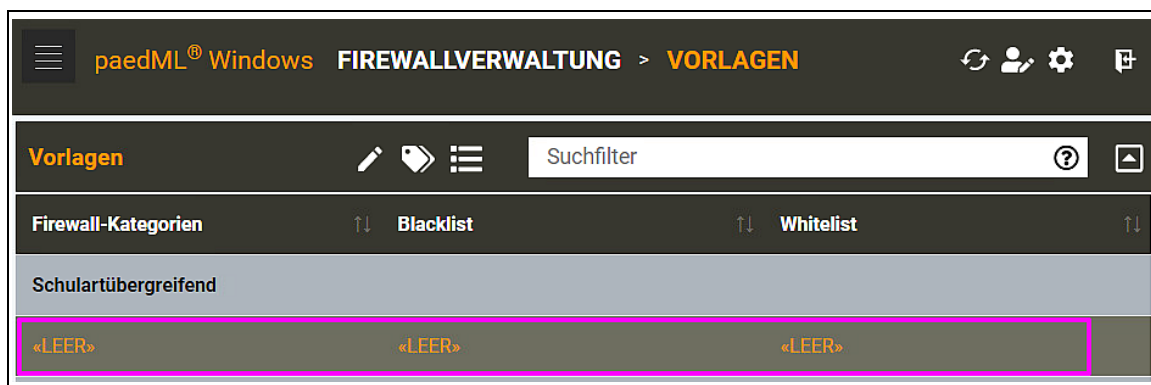 paedML® Windows FIREWALLVERWALTUNG > VORLAGEN
Vorlagen Suchfilter
Firewall-Kategorien Blacklist Whitelist
Schulartübergreifend
«LEER» «LEER» «LEER»